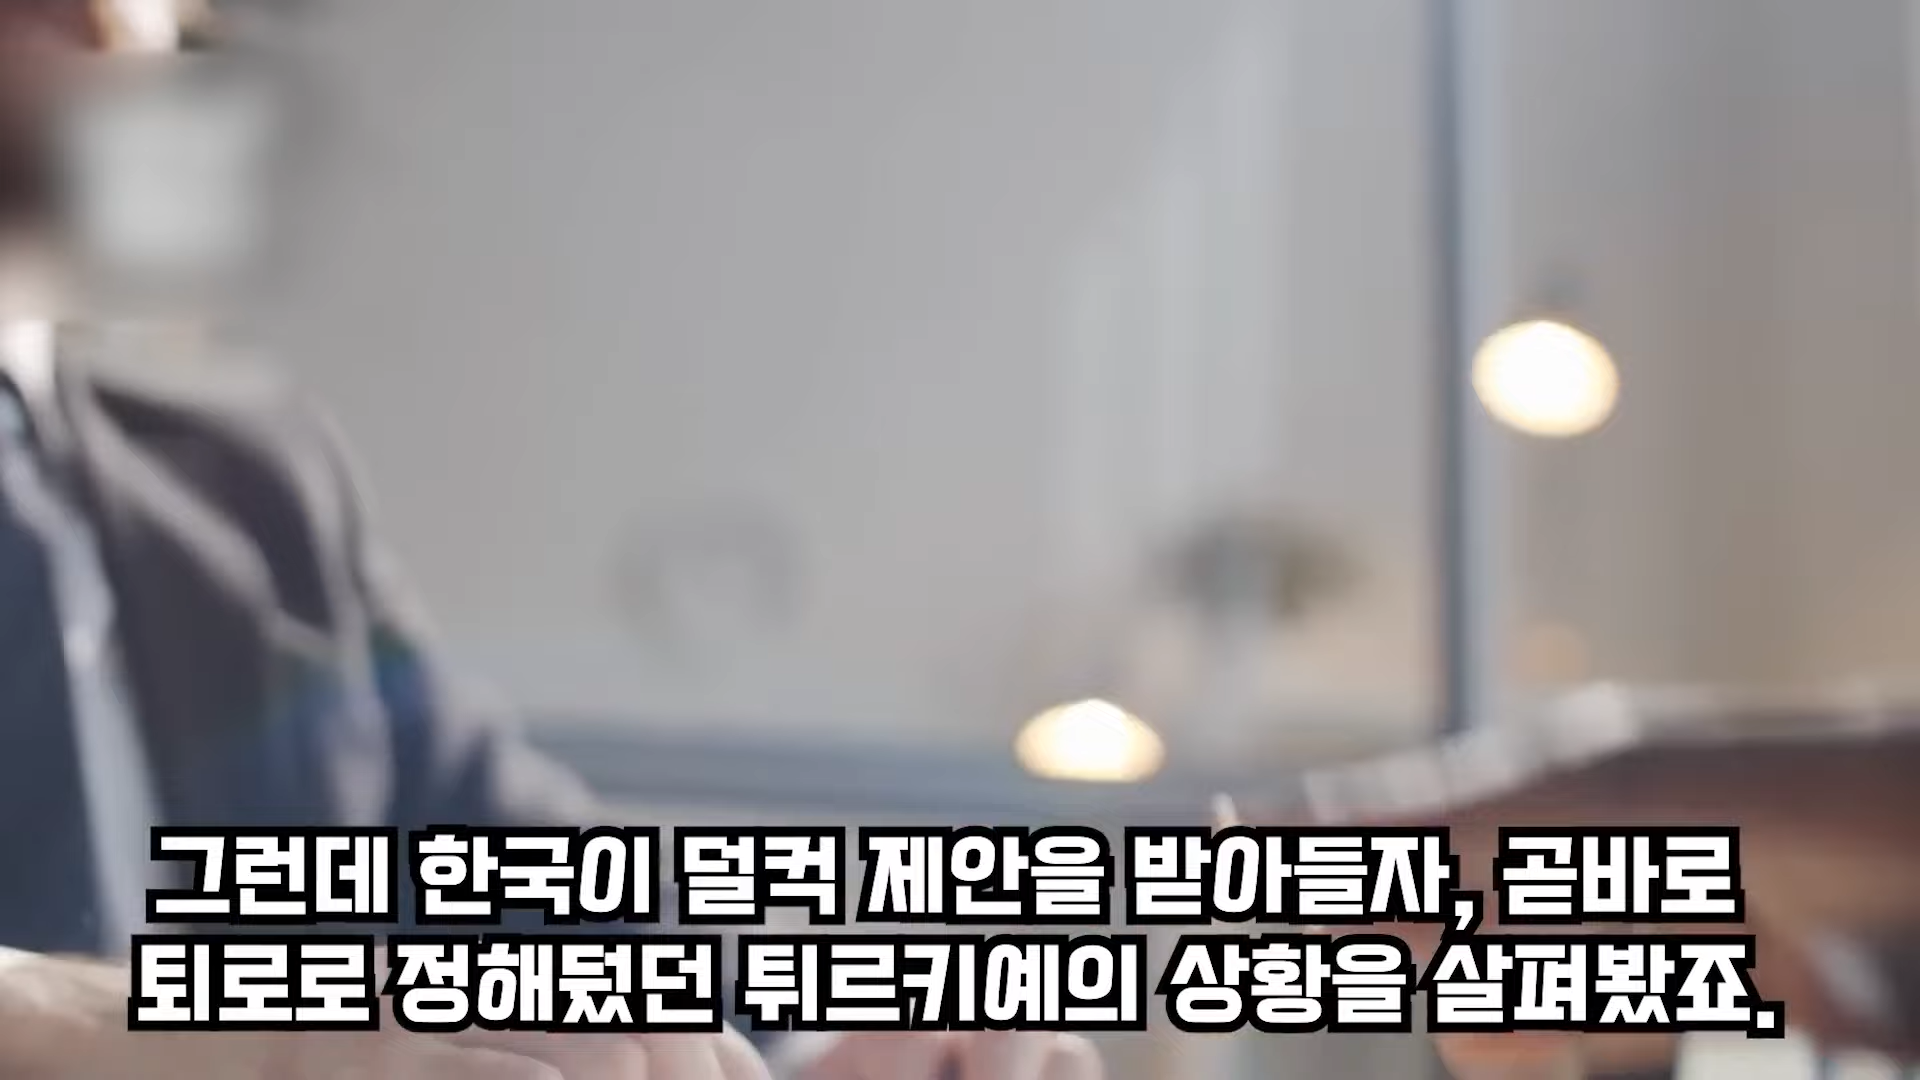 그런데 한국이 덜컥 제안을 받아들자, 곧바로
퇴로로 정해뒀던 튀르키예의 상황을 살펴봤죠.